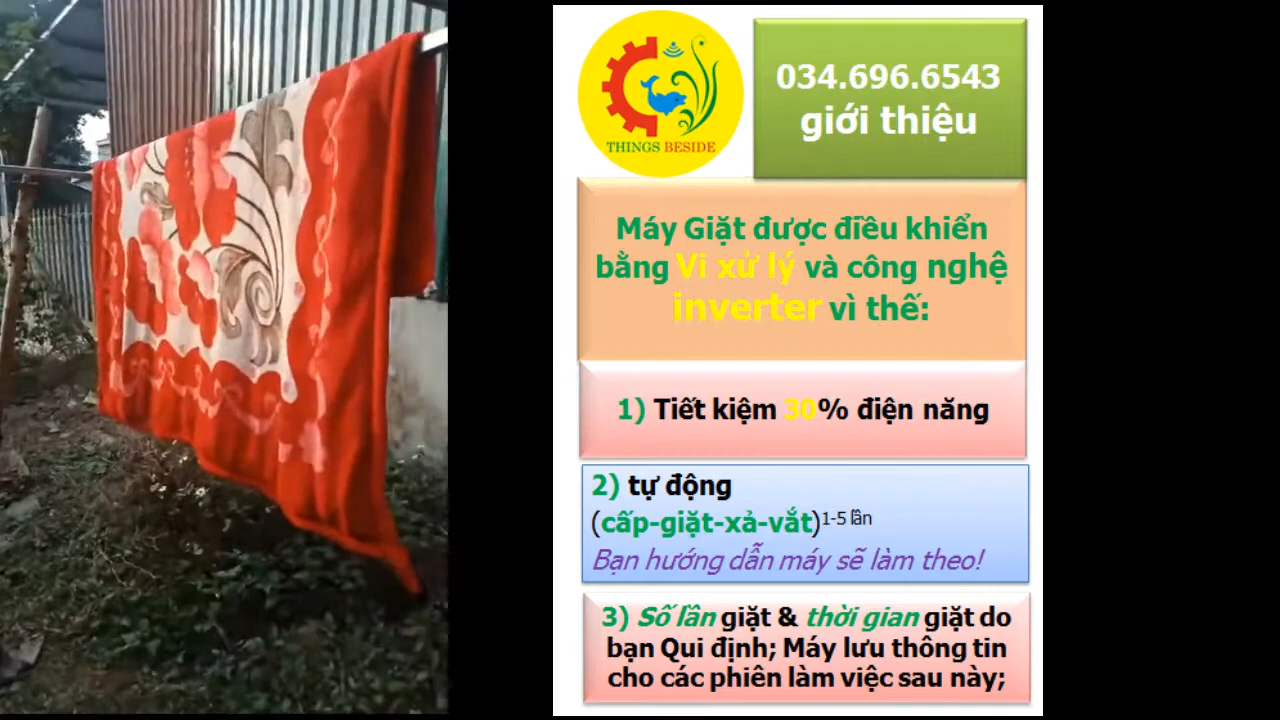 THINGS BESIDE
034.696.6543
giới thiệu
Máy Giặt được điều khiển
bằng Vi xử lý và công nghệ
inverter vì thế:
1) Tiết kiệm 30% điện năng
2) tự động
(cấp-giặt-xả-vắt)1-5 lần
Bạn hướng dẫn máy sẽ làm theo!
3) Số lần giặt & thời gian giặt do
bạn Qui định; Máy lưu thông tin
cho các phiên làm việc sau này;